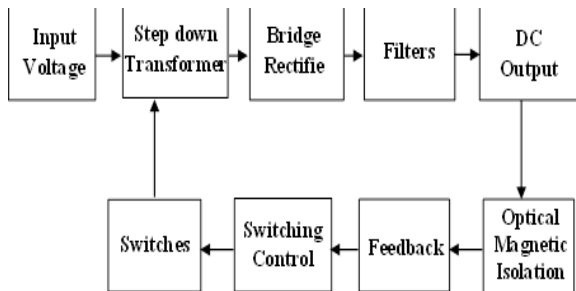 Input
Voltage
Step down
Transformer
Bridge
Rectifie
Filters
DC
Output
Switches
Switching
Control
Feedback
Optical
Magnetic
Isolation